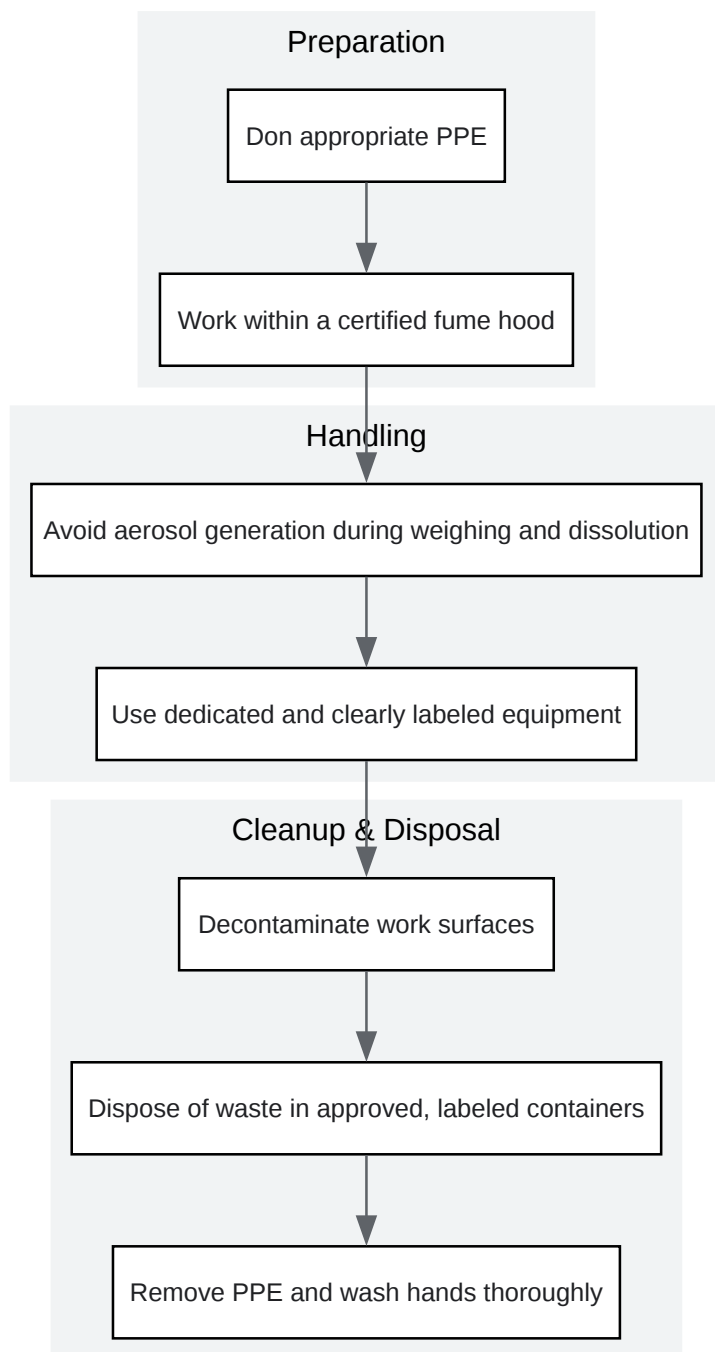 Preparation
Don appropriate PPE
Work within a certified fume hood
Handling
Avoid aerosol generation during weighing and dissolution
Use dedicated and clearly labeled equipment
Cleanup & Disposal
Decontaminate work surfaces
Dispose of waste in approved, labeled containers
Remove PPE and wash hands thoroughly